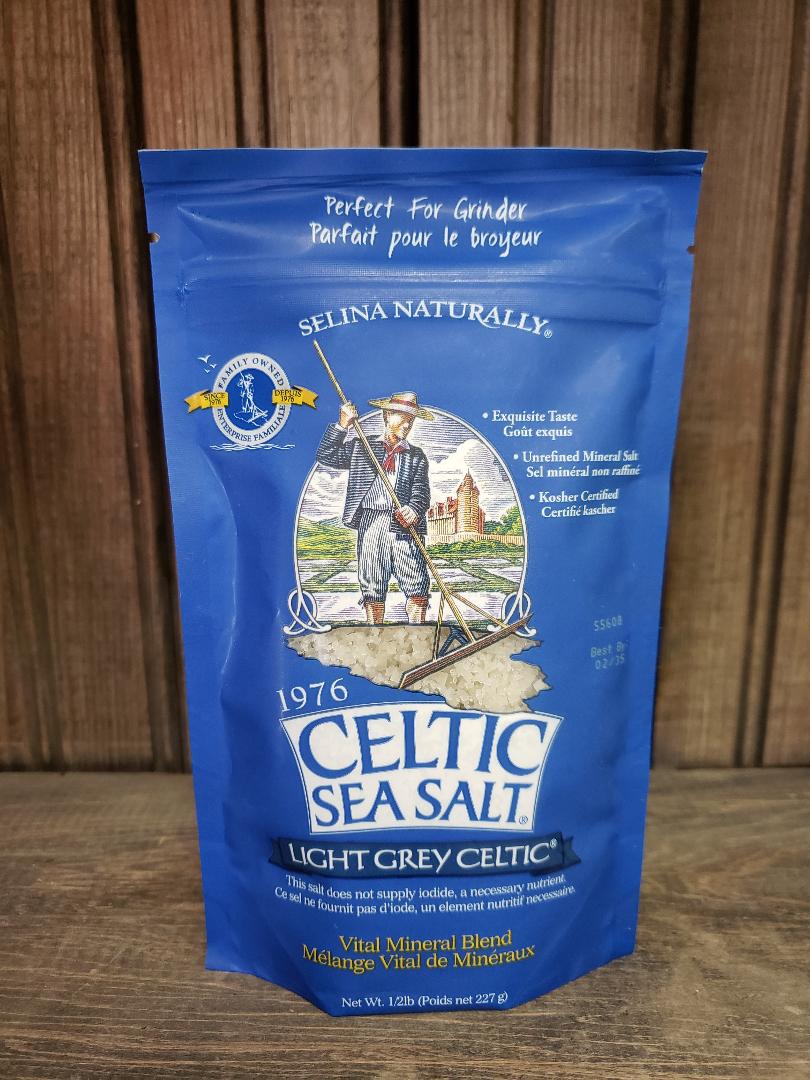 Perfect For Grinder
Parfait pour le broyeur
SELINA NATURALLY®
FAMILY OWNED
SINCE 1976
DEPUIS 1976
ENTERPRISE FAMILIALE
• Exquisite Taste
Goût exquis
• Unrefined Mineral Salt
Sel minéral non raffiné
• Kosher Certified
Certifié kascher
55608
Best By
02/35
1976
CELTIC
SEA SALT®
LIGHT GREY CELTIC®
This salt does not supply iodide, a necessary nutrient.
Ce sel ne fournit pas d'iode, un element nutritif necessaire.
Vital Mineral Blend
Mélange Vital de Minéraux
Net Wt. 1/2lb (Poids net 227 g)